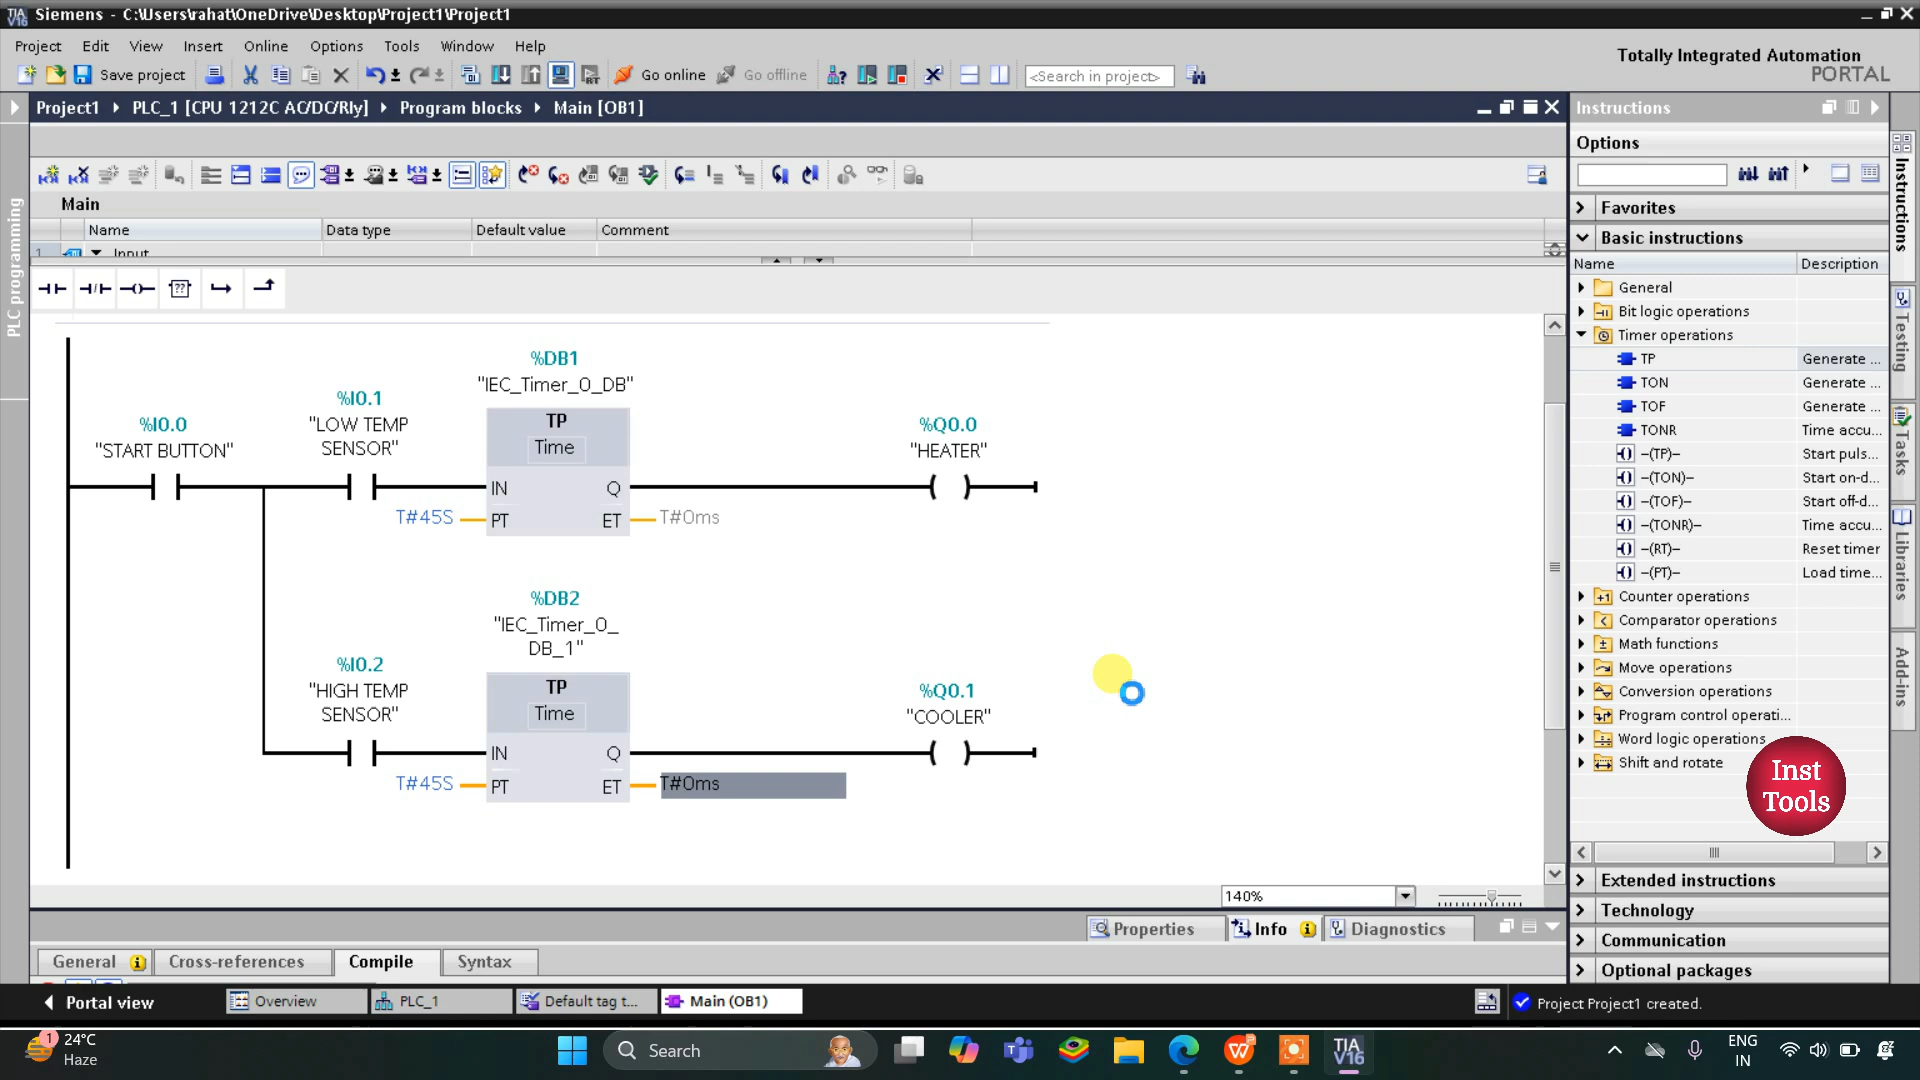 Siemens - C:\Users\rahat\OneDrive\Desktop\Project1\Project1
Project Edit View Insert Online Options Tools Window Help
Totally Integrated Automation
PORTAL
Save project Go online Go offline <Search in project>
Project1 PLC_1 [CPU 1212C AC/DC/Rly] Program blocks Main [OB1]
Instructions
Options
PLC programming
Main
Name Data type Default value Comment
1 Input
Favorites
Basic instructions
Name Description
General
Bit logic operations
Timer operations
TP Generate ...
TON Generate ...
TOF Generate ...
TONR Time accu...
-(TP)- Start puls...
-(TON)- Start on-d...
-(TOF)- Start off-d...
-(TONR)- Time accu...
-(RT)- Reset timer
-(PT)- Load time...
Counter operations
Comparator operations
Math functions
Move operations
Conversion operations
Program control operati...
Word logic operations
Shift and rotate
Extended instructions
Technology
Communication
Optional packages
Instructions
Testing
Tasks
Libraries
Add-ins
??
%DB1
"IEC_Timer_0_DB"
%I0.0
"START BUTTON"
%I0.1
"LOW TEMP
SENSOR"
TP
Time
IN Q
T#45S PT ET T#0ms
%Q0.0
"HEATER"
%DB2
"IEC_Timer_0_
DB_1"
%I0.2
"HIGH TEMP
SENSOR"
TP
Time
IN Q
T#45S PT ET T#0ms
%Q0.1
"COOLER"
Inst
Tools
140%
Properties Info Diagnostics
General Cross-references Compile Syntax
Portal view Overview PLC_1 Default tag t... Main (OB1) Project Project1 created.
1 24°C
Haze
Search
TIA
V16
ENG
IN